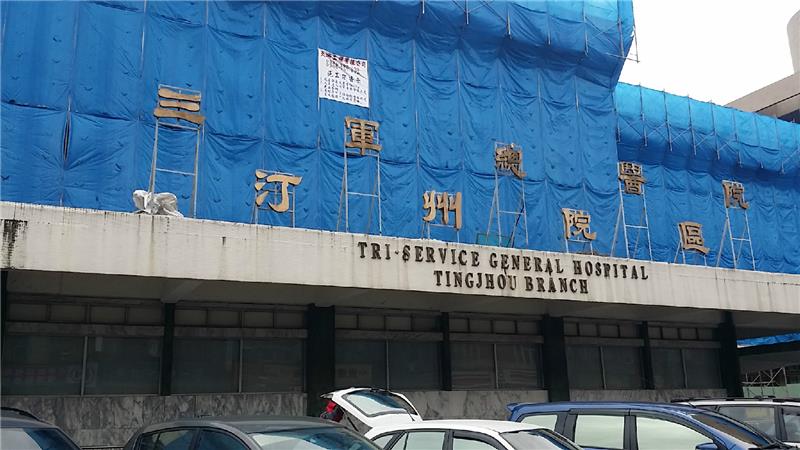 三軍總醫院
汀州院區
TRI-SERVICE GENERAL HOSPITAL
TINGJHOU BRANCH